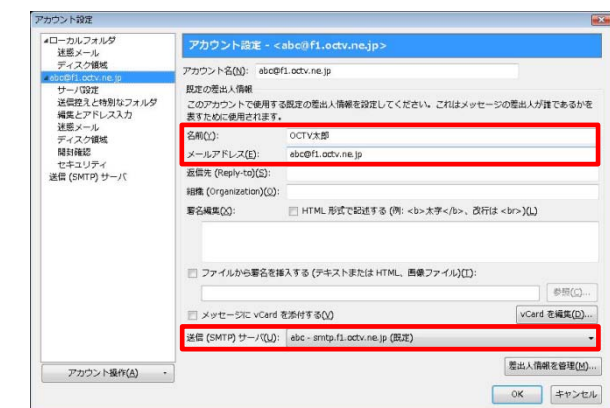 アカウント設定
ローカルフォルダ
迷惑メール
ディスク領域
abc@f1.octv.ne.jp
サーバ設定
送信控えと特別なフォルダ
編集とアドレス入力
迷惑メール
ディスク領域
開封確認
セキュリティ
送信 (SMTP) サーバ
アカウント操作(A)
アカウント設定 - <abc@f1.octv.ne.jp>
アカウント名(N): abc@f1.octv.ne.jp
既定の差出人情報
このアカウントで使用する既定の差出人情報を設定してください。これはメッセージの差出人が誰であるかを
表すために使用されます。
名前(Y): OCTV太郎
メールアドレス(E): abc@f1.octv.ne.jp
返信先 (Reply-to)(S):
組織 (Organization)(O):
署名編集(X): HTML 形式で記述する (例: <b>太字</b>、改行は <br>)(L)
ファイルから署名を挿入する (テキストまたは HTML、画像ファイル)(T):
参照(C)...
メッセージに vCard を添付する(V) vCard を編集(D)...
送信 (SMTP) サーバ(U): abc - smtp.f1.octv.ne.jp (既定)
差出人情報を管理(M)...
OK キャンセル